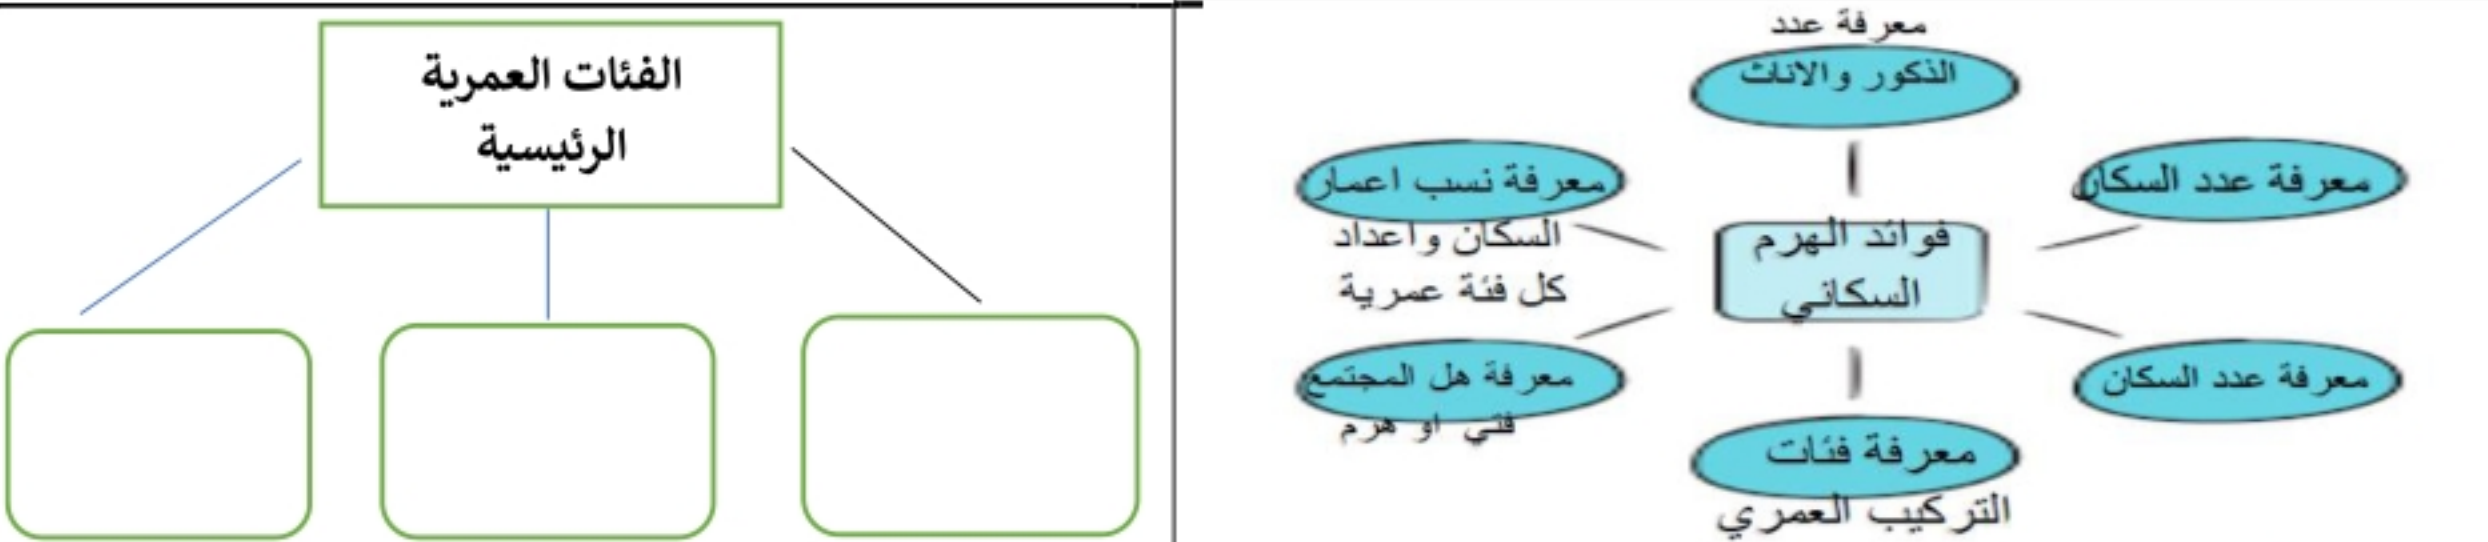 الفئات العمرية
الرئيسية
معرفة عدد
الذكور والاناث
معرفة عدد السكان
معرفة نسب اعمار
السكان واعداد
كل فئة عمرية
فوائد الهرم
السكاني
معرفة عدد السكان
معرفة هل المجتمع
فتي او هرم
معرفة فئات
التركيب العمري